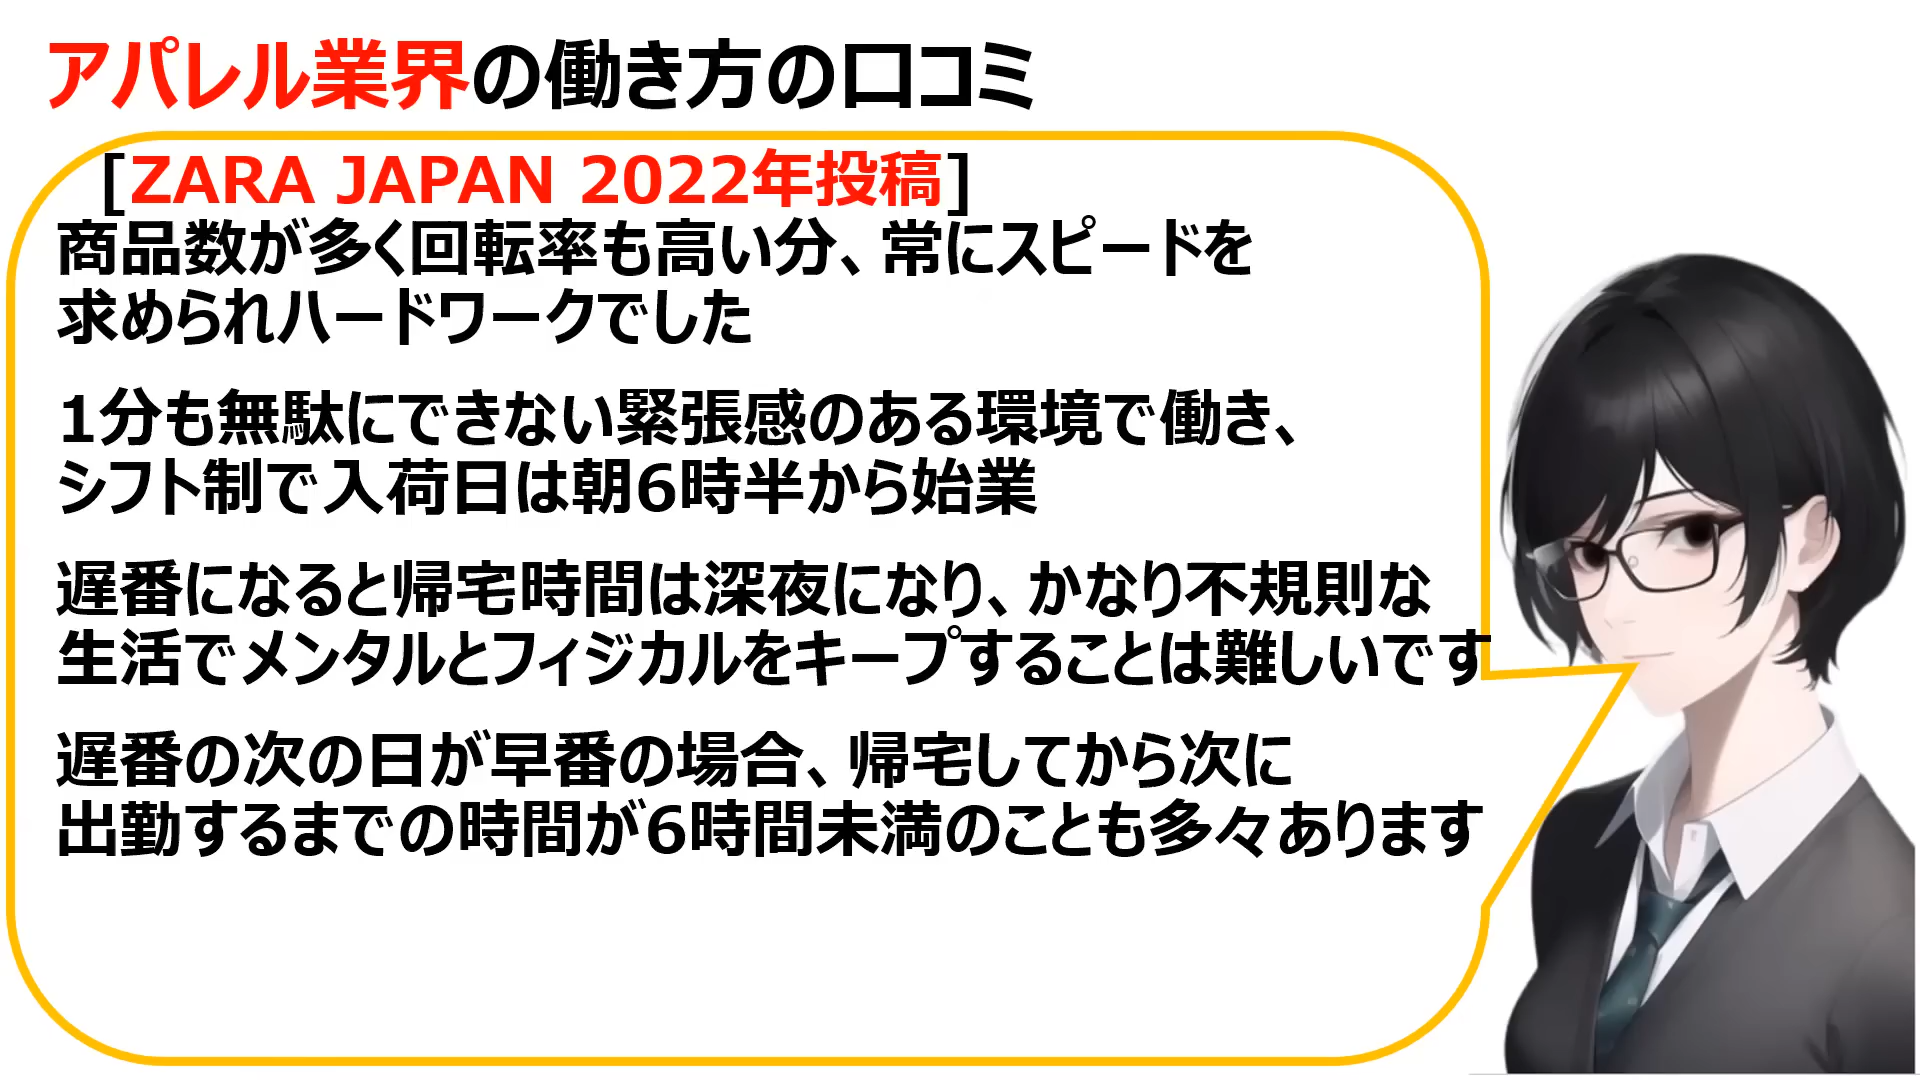 アパレル業界の働き方の口コミ
[ZARA JAPAN 2022年投稿]
商品数が多く回転率も高い分、常にスピードを
求められハードワークでした
1分も無駄にできない緊張感のある環境で働き、
シフト制で入荷日は朝6時半から始業
遅番になると帰宅時間は深夜になり、かなり不規則な
生活でメンタルとフィジカルをキープすることは難しいです
遅番の次の日が早番の場合、帰宅してから次に
出勤するまでの時間が6時間未満のことも多々あります